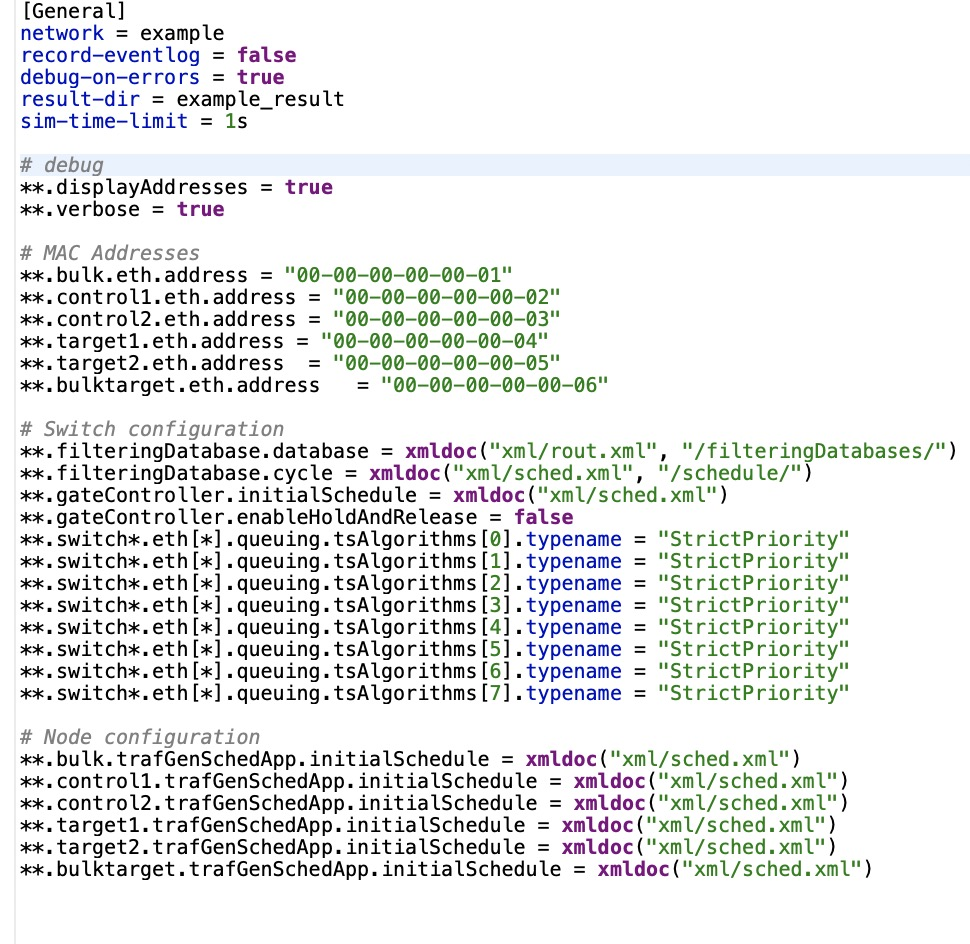 [General]
network = example
record-eventlog = false
debug-on-errors = true
result-dir = example_result
sim-time-limit = 1s

# debug
**.displayAddresses = true
**.verbose = true

# MAC Addresses
**.bulk.eth.address = "00-00-00-00-00-01"
**.control1.eth.address = "00-00-00-00-00-02"
**.control2.eth.address = "00-00-00-00-00-03"
**.target1.eth.address = "00-00-00-00-00-04"
**.target2.eth.address  = "00-00-00-00-00-05"
**.bulktarget.eth.address   = "00-00-00-00-00-06"

# Switch configuration
**.filteringDatabase.database = xmldoc("xml/rout.xml", "/filteringDatabases/")
**.filteringDatabase.cycle = xmldoc("xml/sched.xml", "/schedule/")
**.gateController.initialSchedule = xmldoc("xml/sched.xml")
**.gateController.enableHoldAndRelease = false
**.switch*.eth[*].queuing.tsAlgorithms[0].typename = "StrictPriority"
**.switch*.eth[*].queuing.tsAlgorithms[1].typename = "StrictPriority"
**.switch*.eth[*].queuing.tsAlgorithms[2].typename = "StrictPriority"
**.switch*.eth[*].queuing.tsAlgorithms[3].typename = "StrictPriority"
**.switch*.eth[*].queuing.tsAlgorithms[4].typename = "StrictPriority"
**.switch*.eth[*].queuing.tsAlgorithms[5].typename = "StrictPriority"
**.switch*.eth[*].queuing.tsAlgorithms[6].typename = "StrictPriority"
**.switch*.eth[*].queuing.tsAlgorithms[7].typename = "StrictPriority"

# Node configuration
**.bulk.trafGenSchedApp.initialSchedule = xmldoc("xml/sched.xml")
**.control1.trafGenSchedApp.initialSchedule = xmldoc("xml/sched.xml")
**.control2.trafGenSchedApp.initialSchedule = xmldoc("xml/sched.xml")
**.target1.trafGenSchedApp.initialSchedule = xmldoc("xml/sched.xml")
**.target2.trafGenSchedApp.initialSchedule = xmldoc("xml/sched.xml")
**.bulktarget.trafGenSchedApp.initialSchedule = xmldoc("xml/sched.xml")